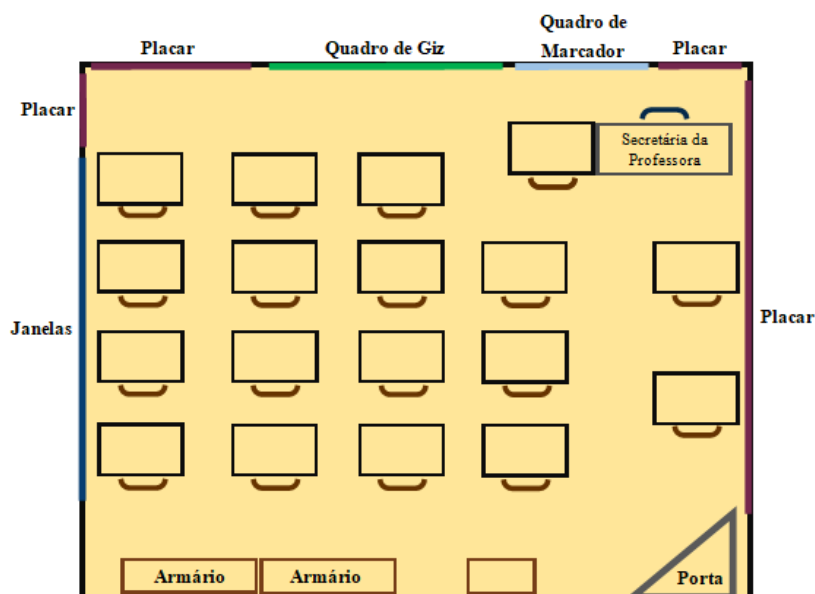 Placar
Quadro de Giz
Quadro de
Marcador
Placar
Placar
Secretária da
Professora
Janelas
Placar
Armário
Armário
Porta